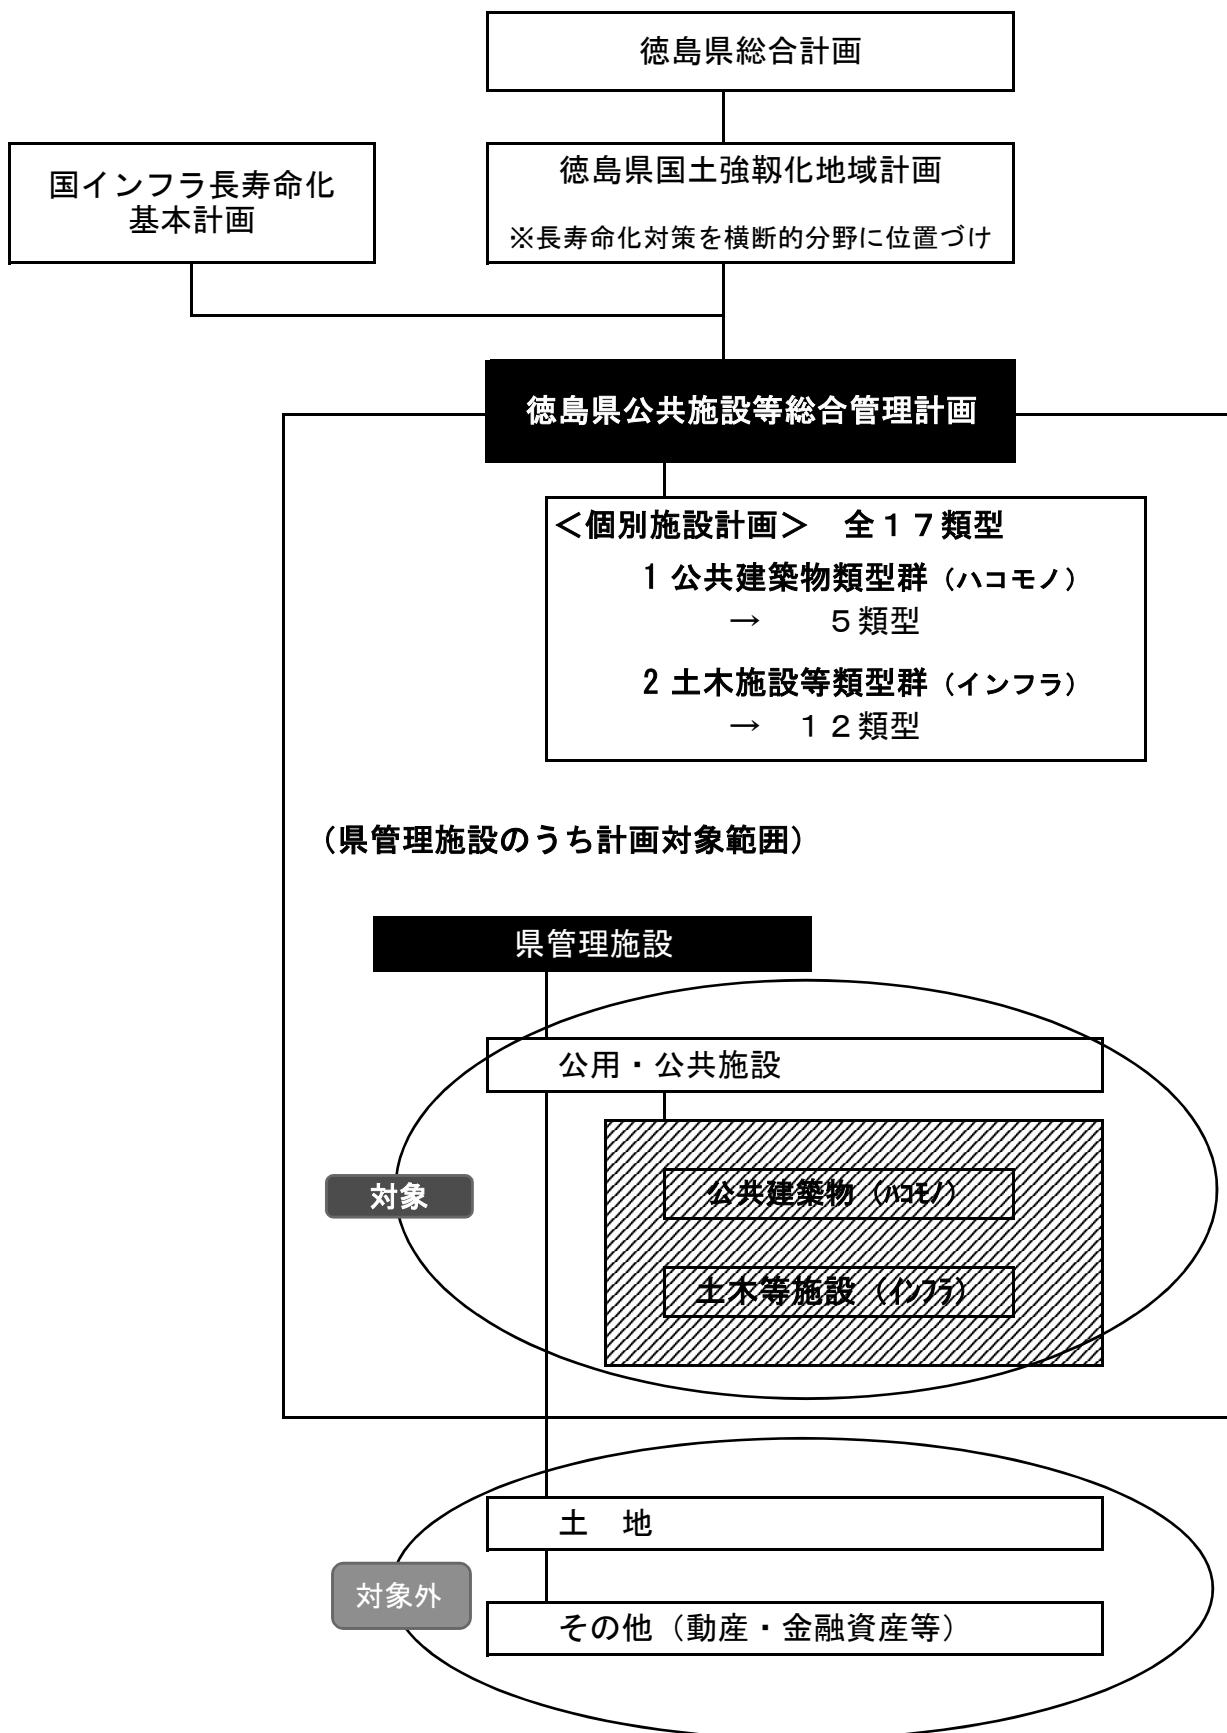 徳島県総合計画
国インフラ長寿命化
基本計画
徳島県国土強靱化地域計画
※長寿命化対策を横断的分野に位置づけ
徳島県公共施設等総合管理計画
＜個別施設計画＞　全１７類型
1 公共建築物類型群（ハコモノ）
→　　５類型
2 土木施設等類型群（インフラ）
→　１２類型
（県管理施設のうち計画対象範囲）
県管理施設
公用・公共施設
対象
公共建築物（ﾊｺﾓﾉ）
土木等施設（ｲﾝﾌﾗ）
土　地
対象外
その他（動産・金融資産等）